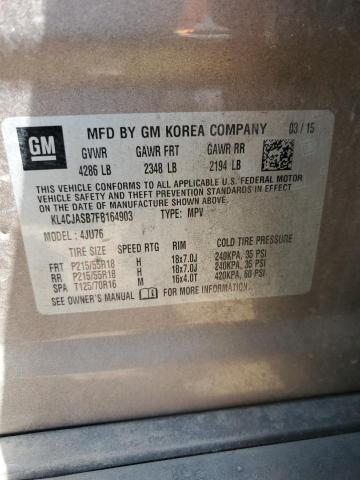 GM
MFD BY GM KOREA COMPANY 03/15
GVWR GAWR FRT GAWR RR
4286 LB 2348 LB 2194 LB
THIS VEHICLE CONFORMS TO ALL APPLICABLE U.S. FEDERAL MOTOR
VEHICLE SAFETY, BUMPER, AND THEFT PREVENTION STANDARDS IN
EFFECT ON THE DATE OF MANUFACTURE SHOWN ABOVE.
KL4CJASB7FB164903 TYPE: MPV
MODEL: 4JU76
TIRE SIZE SPEED RTG RIM COLD TIRE PRESSURE
FRT P215/55R18 H 18x7.0J 240KPA, 35 PSI
RR P215/55R18 H 18x7.0J 240KPA, 35 PSI
SPA T125/70R16 M 16x4.0T 420KPA, 60 PSI
SEE OWNER'S MANUAL FOR MORE INFORMATION.